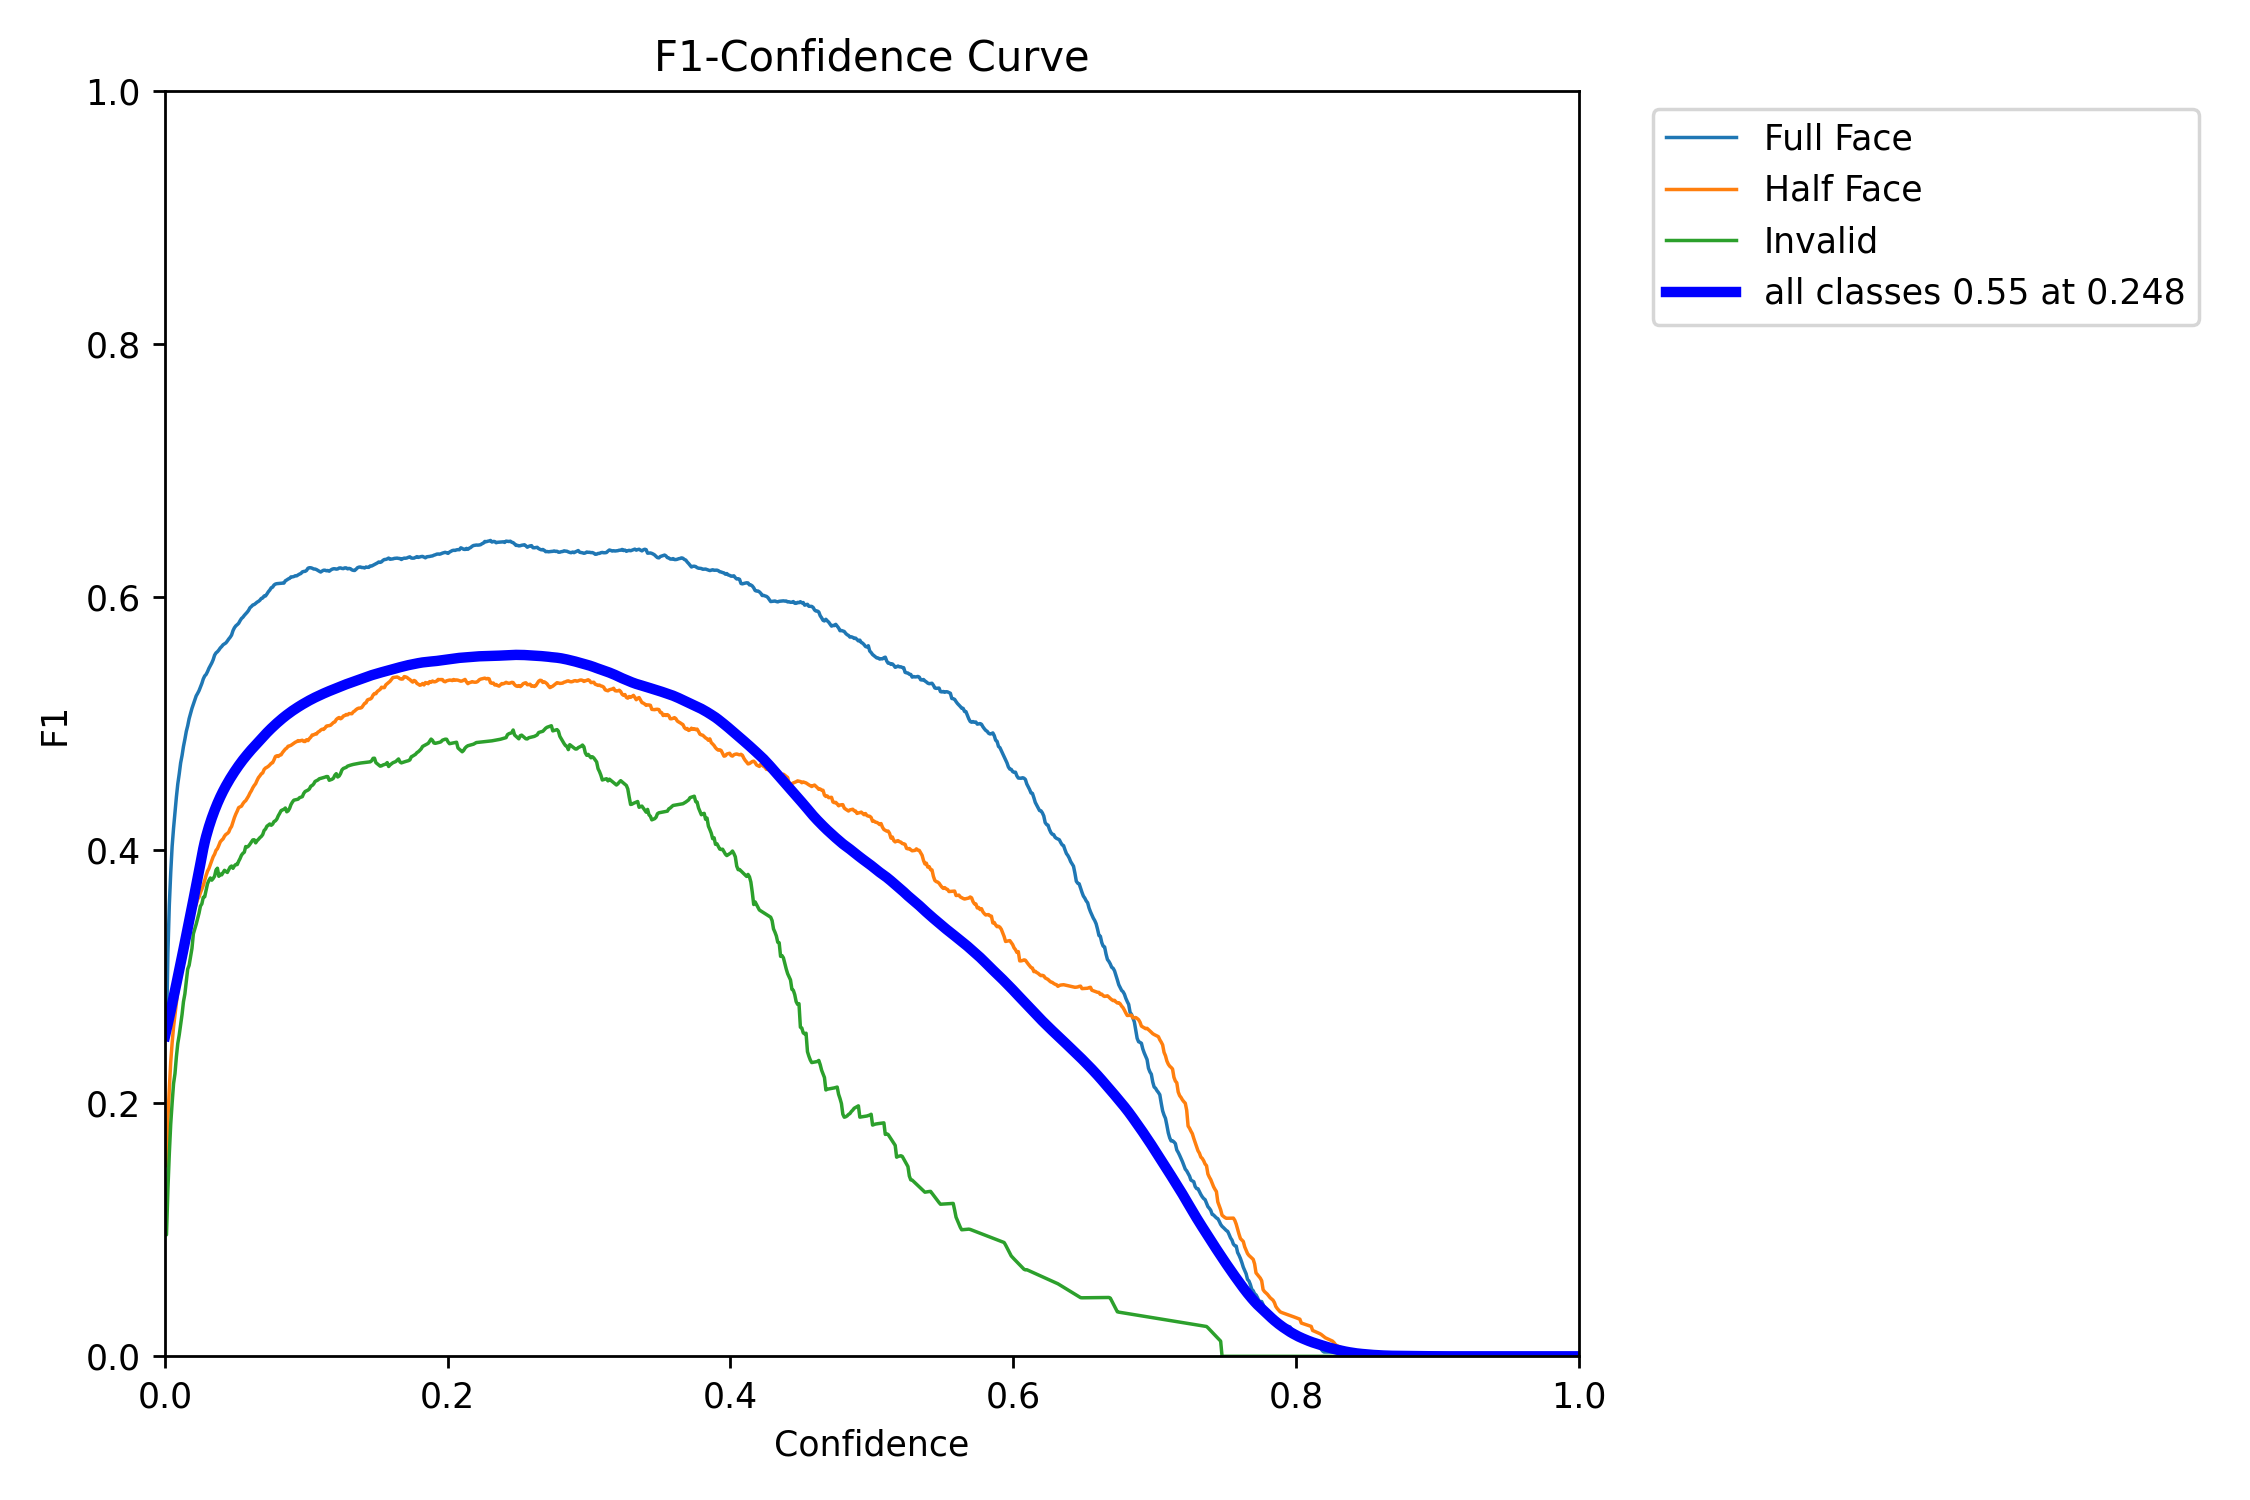 F1-Confidence Curve
1.0
0.8
0.6
0.4
0.2
0.0
F1
0.0 0.2 0.4 0.6 0.8 1.0
Confidence
Full Face
Half Face
Invalid
all classes 0.55 at 0.248